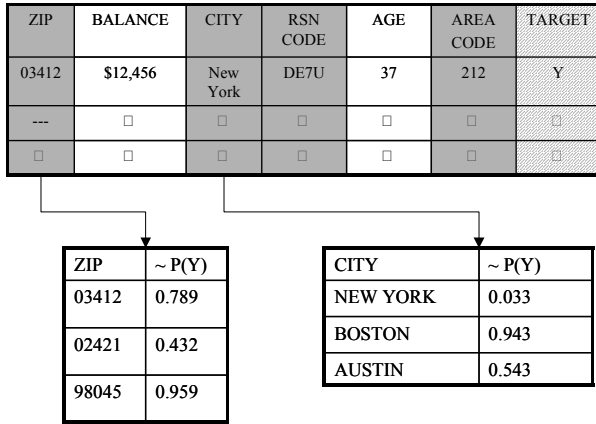 ZIP BALANCE CITY RSN CODE AGE AREA CODE TARGET
03412 $12,456 New York DE7U 37 212 Y
---
ZIP ~ P(Y)
03412 0.789
02421 0.432
98045 0.959
CITY ~ P(Y)
NEW YORK 0.033
BOSTON 0.943
AUSTIN 0.543